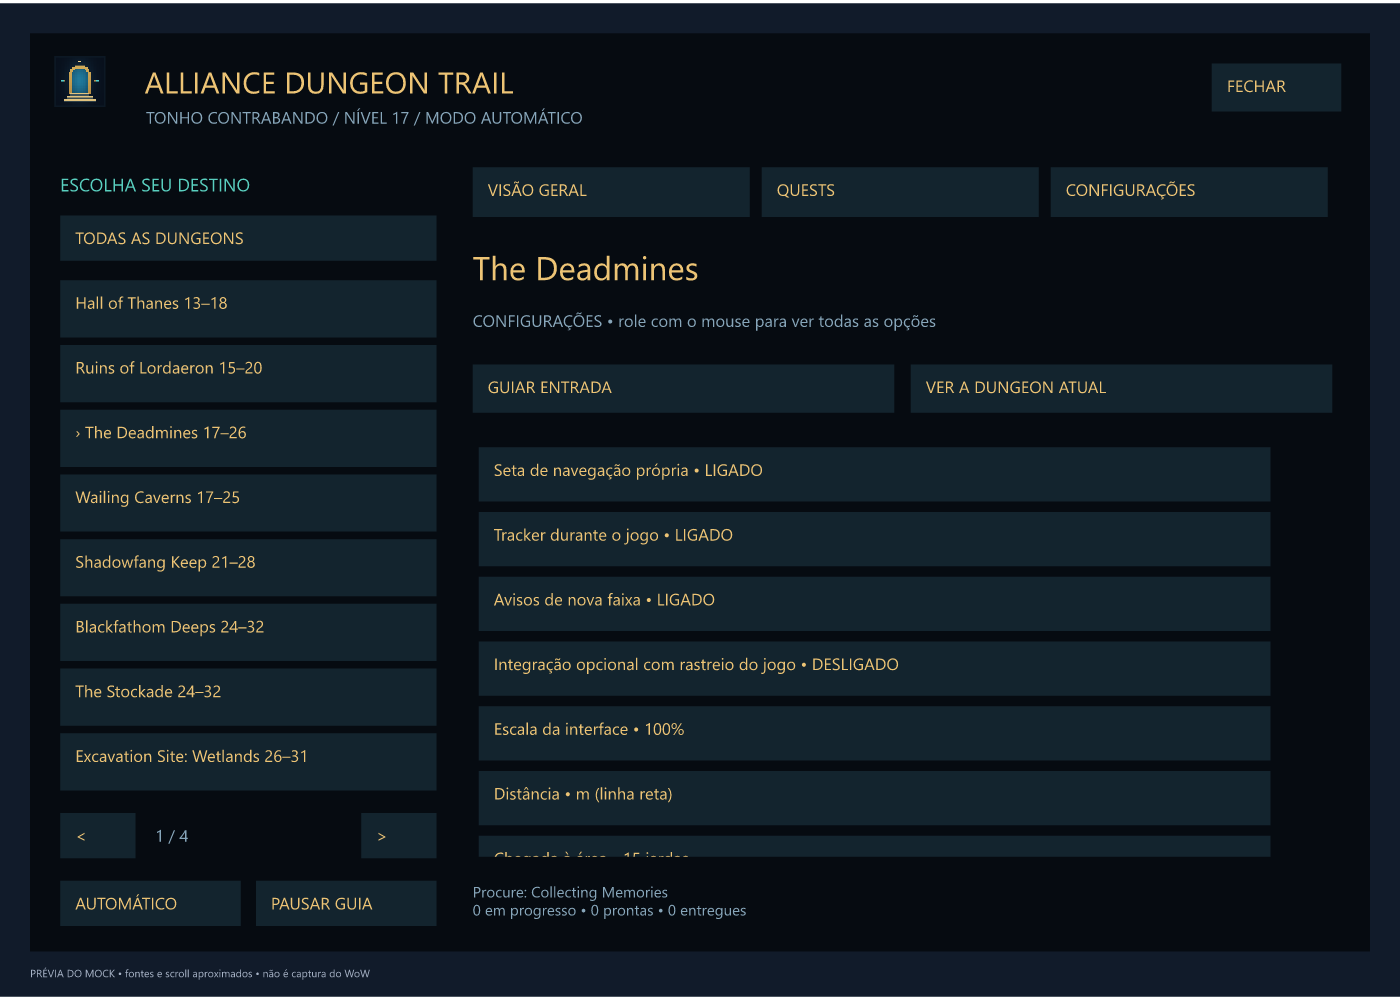 ALLIANCE DUNGEON TRAIL
TONHO CONTRABANDO / NÍVEL 17 / MODO AUTOMÁTICO
FECHAR
ESCOLHA SEU DESTINO
TODAS AS DUNGEONS
Hall of Thanes 13–18
Ruins of Lordaeron 15–20
› The Deadmines 17–26
Wailing Caverns 17–25
Shadowfang Keep 21–28
Blackfathom Deeps 24–32
The Stockade 24–32
Excavation Site: Wetlands 26–31
<
1 / 4
>
AUTOMÁTICO
PAUSAR GUIA
VISÃO GERAL
QUESTS
CONFIGURAÇÕES
The Deadmines
CONFIGURAÇÕES • role com o mouse para ver todas as opções
GUIAR ENTRADA
VER A DUNGEON ATUAL
Seta de navegação própria • LIGADO
Tracker durante o jogo • LIGADO
Avisos de nova faixa • LIGADO
Integração opcional com rastreio do jogo • DESLIGADO
Escala da interface • 100%
Distância • m (linha reta)
Chegada à área • 15 jardas
Procure: Collecting Memories
0 em progresso • 0 prontas • 0 entregues
PRÉVIA DO MOCK • fontes e scroll aproximados • não é captura do WoW